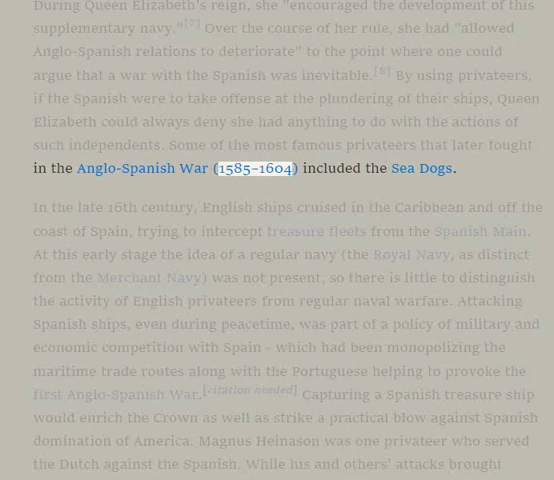 During Queen Elizabeth's reign, she "encouraged the development of this
supplementary navy."[7] Over the course of her rule, she had "allowed
Anglo-Spanish relations to deteriorate" to the point where one could
argue that a war with the Spanish was inevitable.[8] By using privateers,
if the Spanish were to take offense at the plundering of their ships, Queen
Elizabeth could always deny she had anything to do with the actions of
such independents. Some of the most famous privateers that later fought
in the Anglo-Spanish War (1585–1604) included the Sea Dogs.
In the late 16th century, English ships cruised in the Caribbean and off the
coast of Spain, trying to intercept treasure fleets from the Spanish Main.
At this early stage the idea of a regular navy (the Royal Navy, as distinct
from the Merchant Navy) was not present, so there is little to distinguish
the activity of English privateers from regular naval warfare. Attacking
Spanish ships, even during peacetime, was part of a policy of military and
economic competition with Spain – which had been monopolizing the
maritime trade routes along with the Portuguese helping to provoke the
first Anglo-Spanish War.[citation needed] Capturing a Spanish treasure ship
would enrich the Crown as well as strike a practical blow against Spanish
domination of America. Magnus Heinason was one privateer who served
the Dutch against the Spanish. While his and others' attacks brought